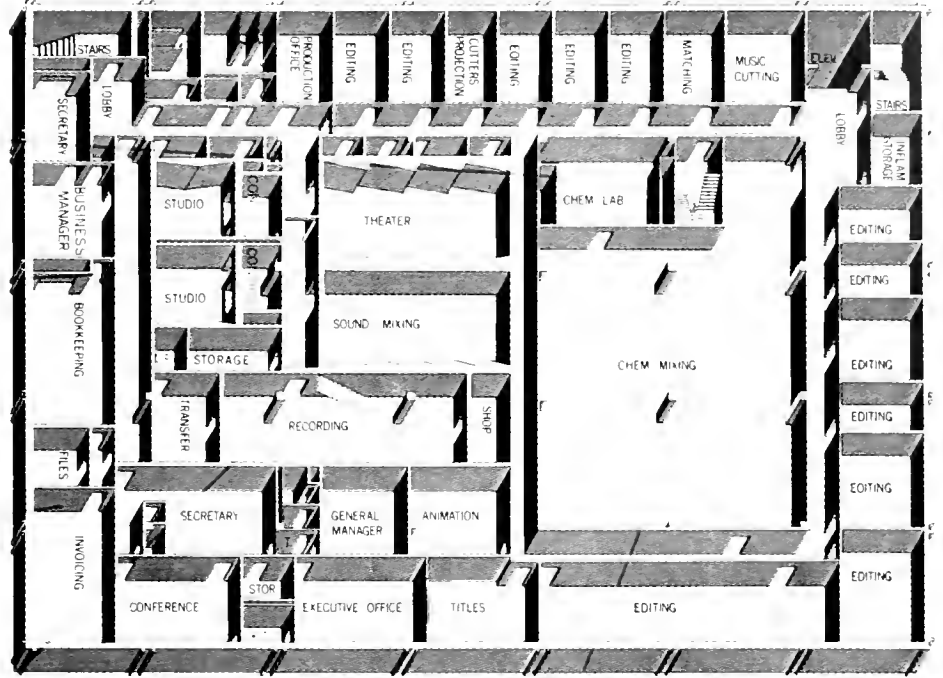 STAIRS
PRODUCTION
OFFICE
EDITING
EDITING
CUTTERS
PROJECTION
EDITING
EDITING
EDITING
MATCHING
MUSIC
CUTTING
ELEV.
STAIRS
SECRETARY
LOBBY
LOBBY
INFLAM
STORAGE
BUSINESS
MANAGER
STUDIO
THEATER
CHEM LAB
EDITING
BOOKKEEPING
STUDIO
SOUND MIXING
EDITING
STORAGE
CHEM MIXING
EDITING
TRANSFER
RECORDING
SHOP
EDITING
FILES
SECRETARY
GENERAL
MANAGER
ANIMATION
EDITING
INVOICING
CONFERENCE
STOR
EXECUTIVE OFFICE
TITLES
EDITING
EDITING